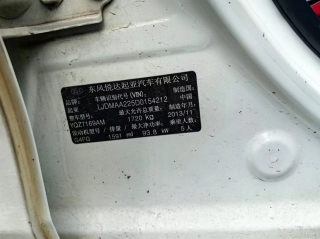 东风悦达起亚汽车有限公司
品牌: 起亚 车辆识别代号(VIN): LJDMAA225D0154212 制造国: 中国
整车型号: YQZ7169AM 最大允许总质量: 1720 kg 制造年月: 2013/11
发动机型号: G4FG 排量: 1591 ml 最大净功率: 93.8 kW 乘坐人数: 5人